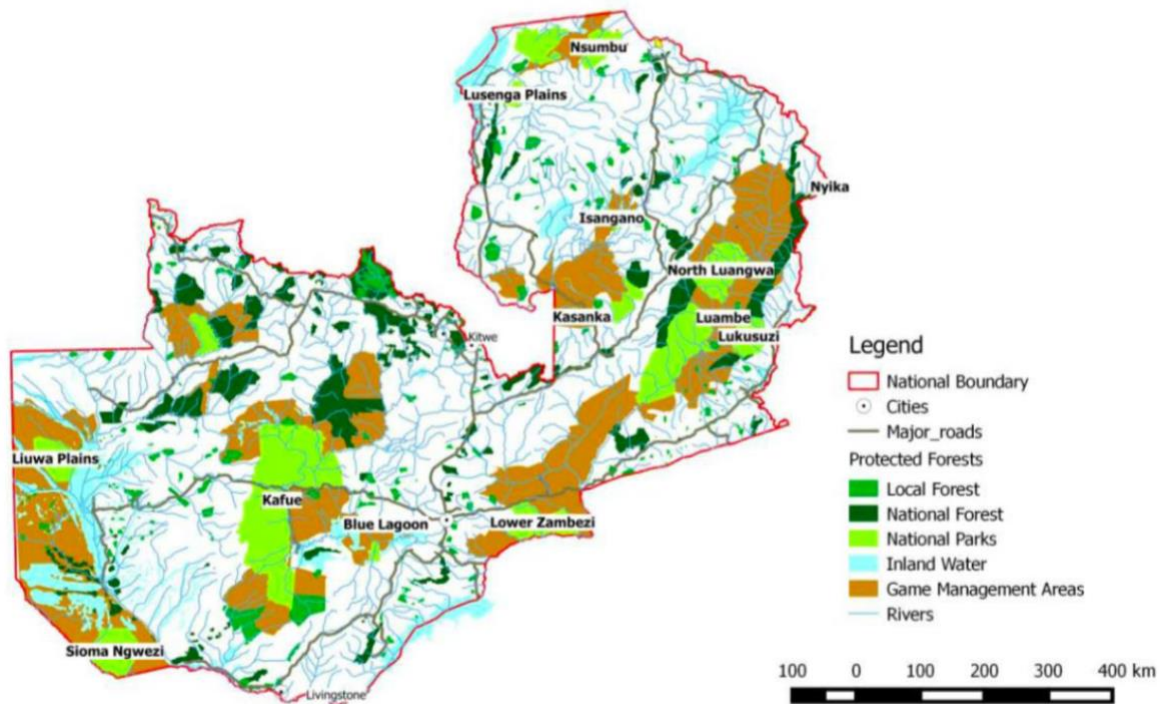 Nsumbu
Lusenga Plains
Nyika
Isangano
North Luangwa
Kasanka
Luambe
Lukusuzi
Kitwe
Liuwa Plains
Kafue
Blue Lagoon
Lower Zambezi
Sioma Ngwezi
Livingstone
Legend
National Boundary
Cities
Major_roads
Protected Forests
Local Forest
National Forest
National Parks
Inland Water
Game Management Areas
Rivers
100 0 100 200 300 400 km